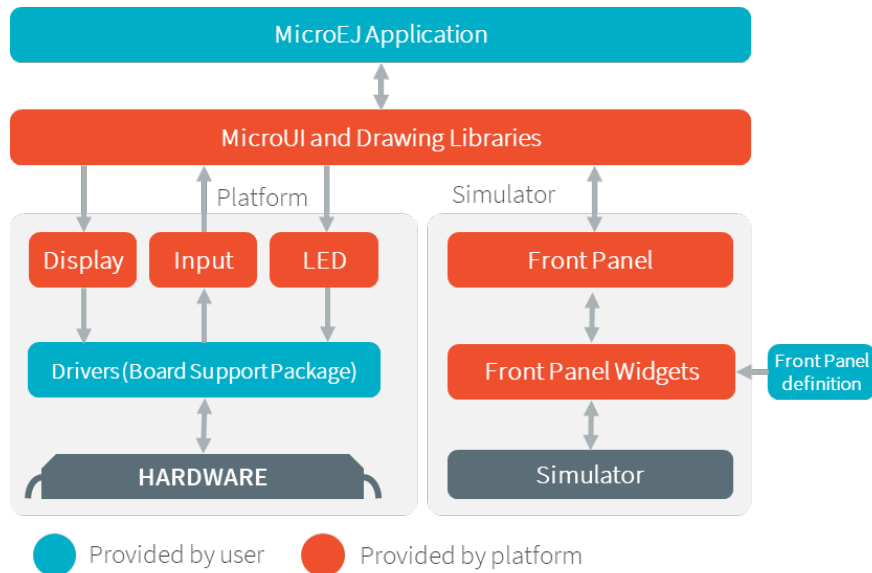 MicroEJ Application
MicroUI and Drawing Libraries
Platform
Simulator
Display
Input
LED
Front Panel
Drivers (Board Support Package)
Front Panel Widgets
Front Panel
definition
HARDWARE
Simulator
Provided by user
Provided by platform